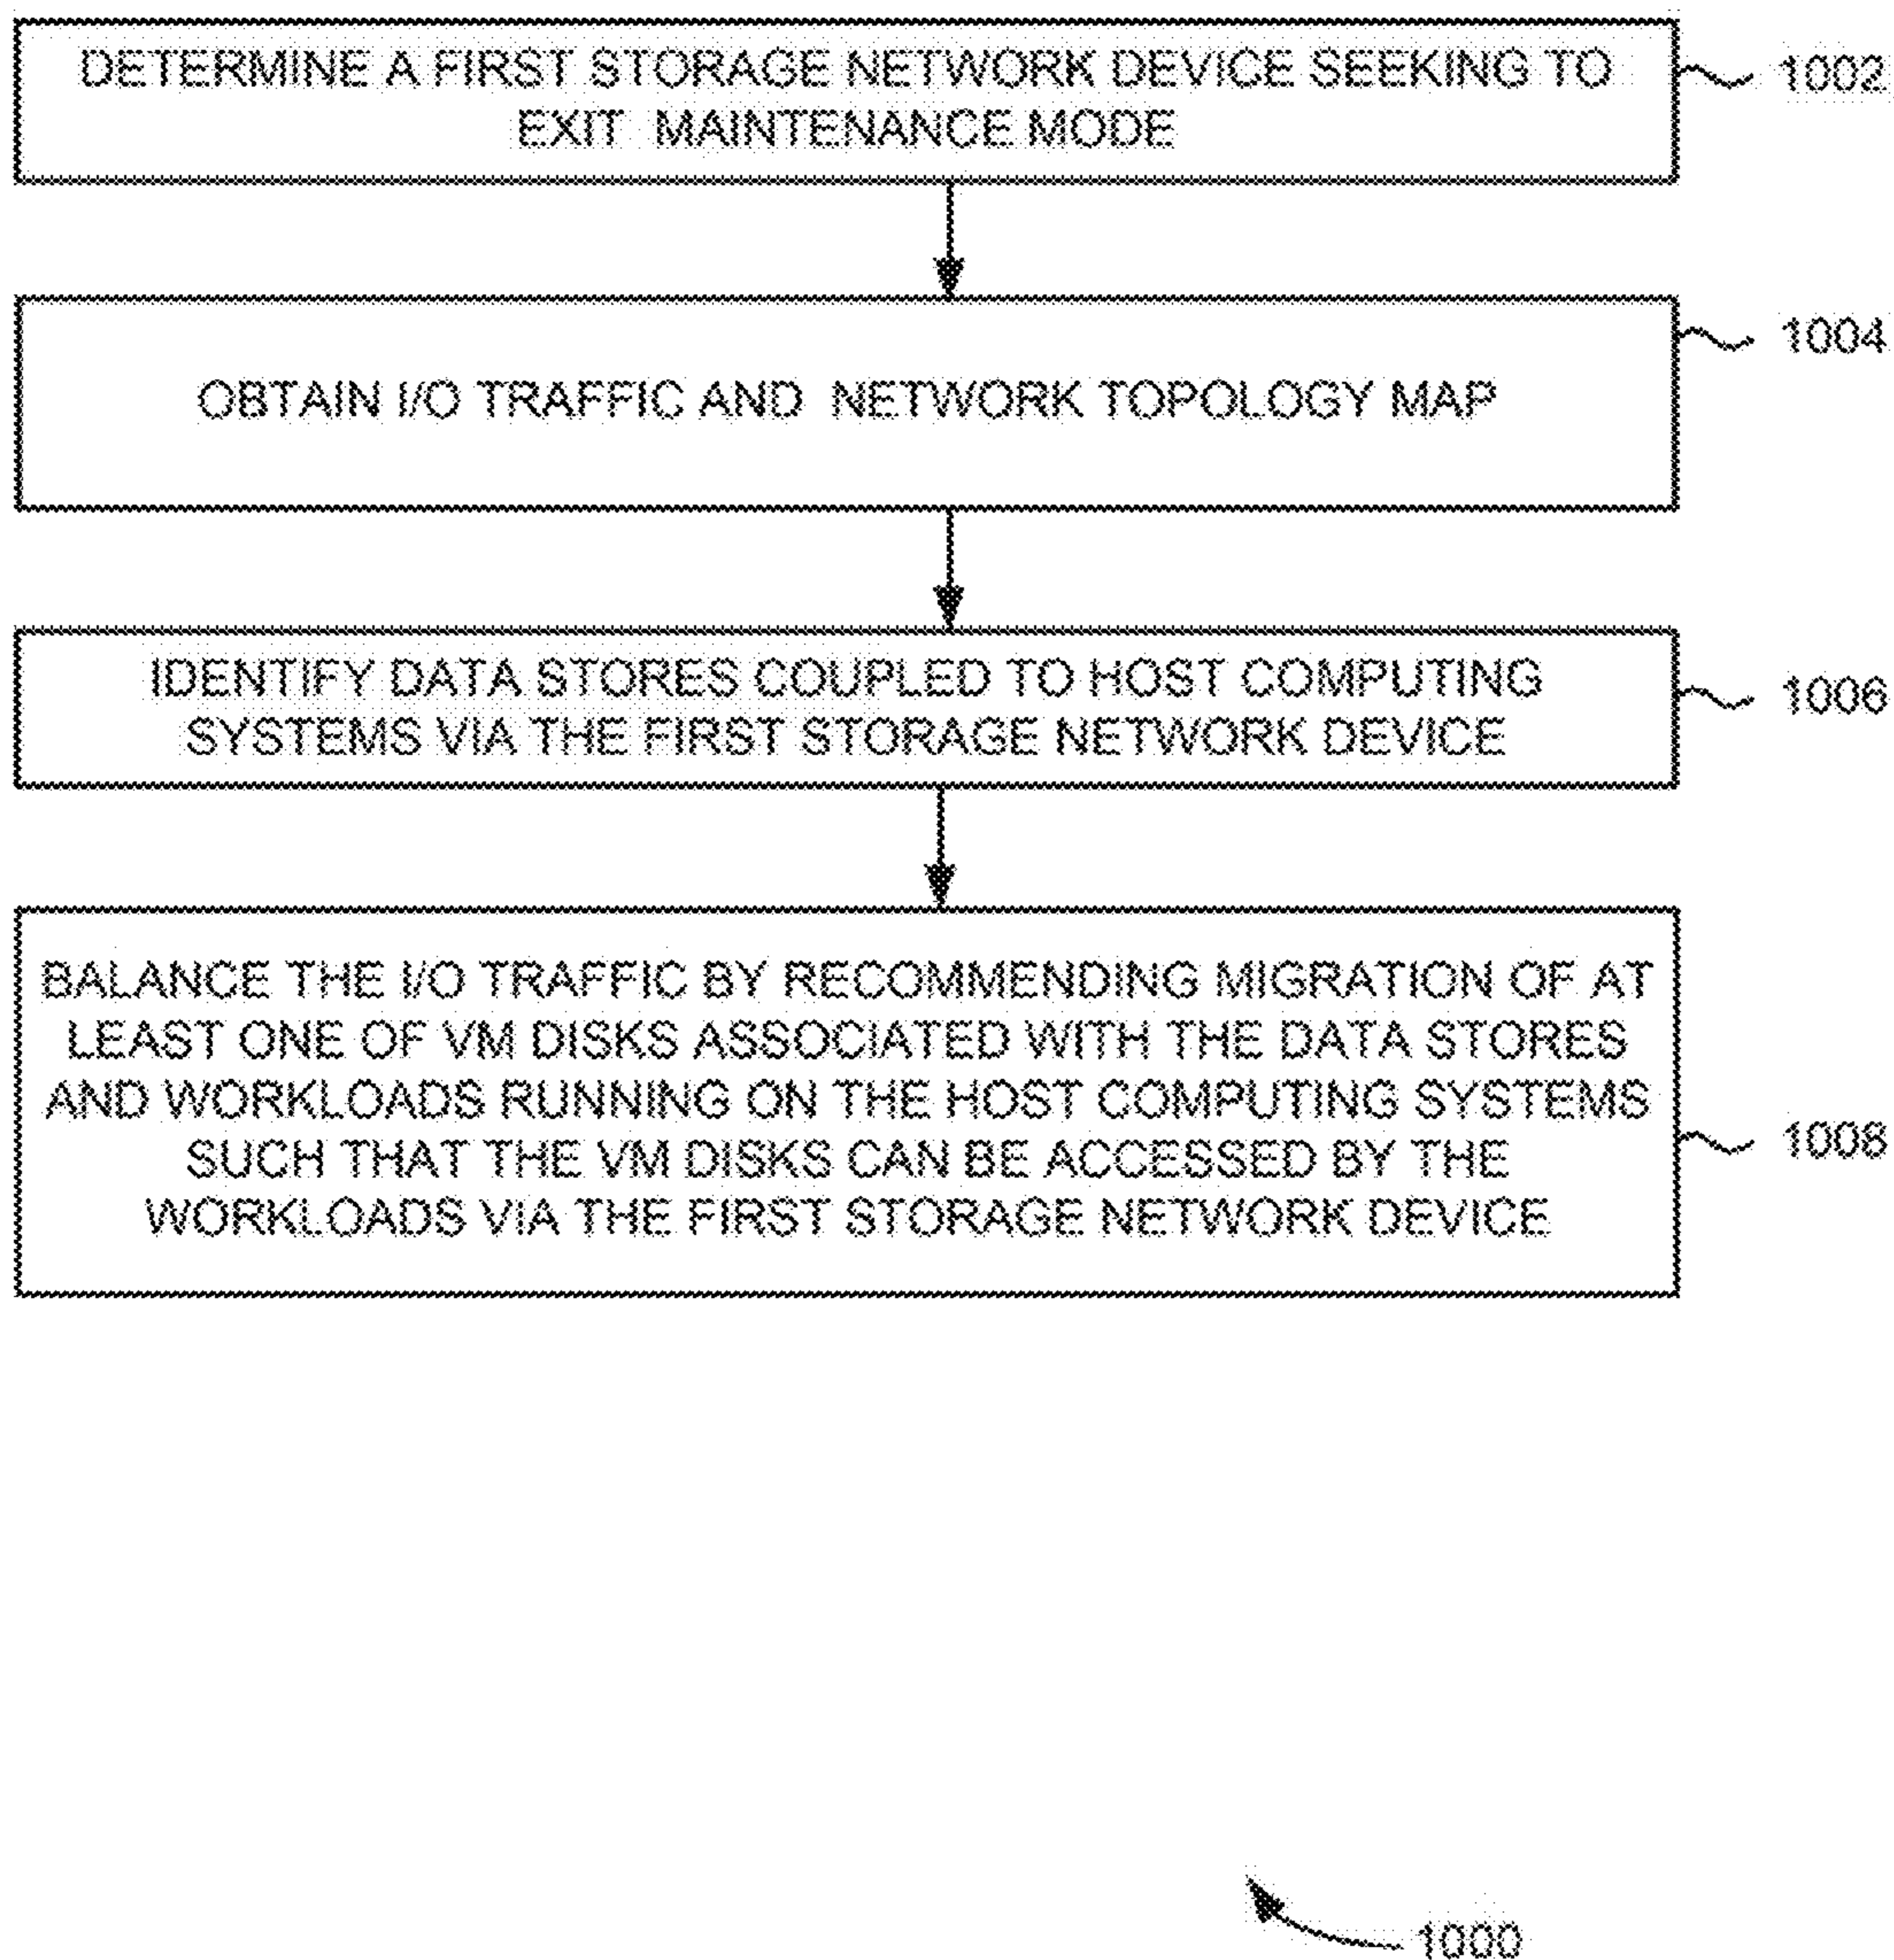 DETERMINE A FIRST STORAGE NETWORK DEVICE SEEKING TO
EXIT MAINTENANCE MODE
1002
OBTAIN I/O TRAFFIC AND NETWORK TOPOLOGY MAP
1004
IDENTIFY DATA STORES COUPLED TO HOST COMPUTING
SYSTEMS VIA THE FIRST STORAGE NETWORK DEVICE
1006
BALANCE THE I/O TRAFFIC BY RECOMMENDING MIGRATION OF AT
LEAST ONE OF VM DISKS ASSOCIATED WITH THE DATA STORES
AND WORKLOADS RUNNING ON THE HOST COMPUTING SYSTEMS
SUCH THAT THE VM DISKS CAN BE ACCESSED BY THE
WORKLOADS VIA THE FIRST STORAGE NETWORK DEVICE
1008
1000